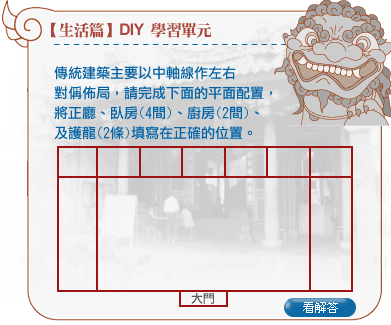 【生活篇】DIY 學習單元
傳統建築主要以中軸線作左右
對偁佈局，請完成下面的平面配置，
將正廳、臥房(4間)、廚房(2間)、
及護龍(2條)填寫在正確的位置。
大門
看解答